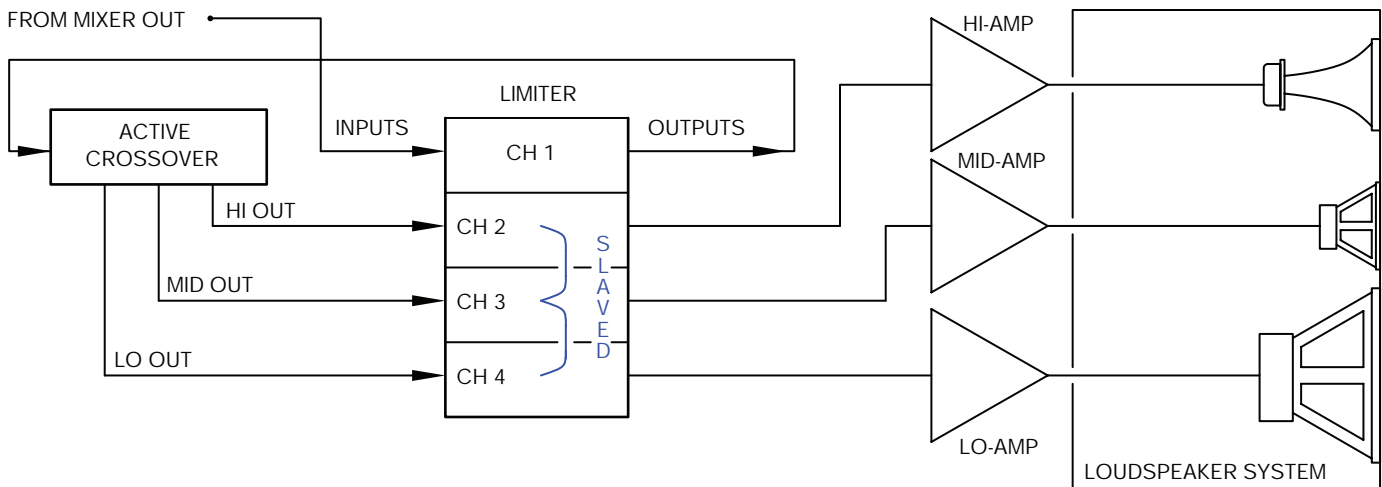 FROM MIXER OUT
HI-AMP
LIMITER
ACTIVE
CROSSOVER
INPUTS
OUTPUTS
CH 1
MID-AMP
HI OUT
CH 2
MID OUT
CH 3
SLAVED
LO OUT
CH 4
LO-AMP
LOUDSPEAKER SYSTEM